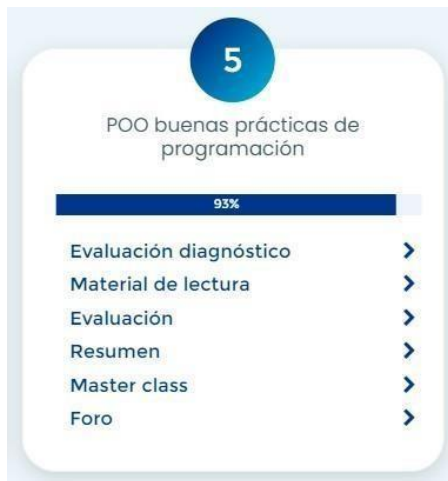 5
POO buenas prácticas de
programación
93%
Evaluación diagnóstico
Material de lectura
Evaluación
Resumen
Master class
Foro